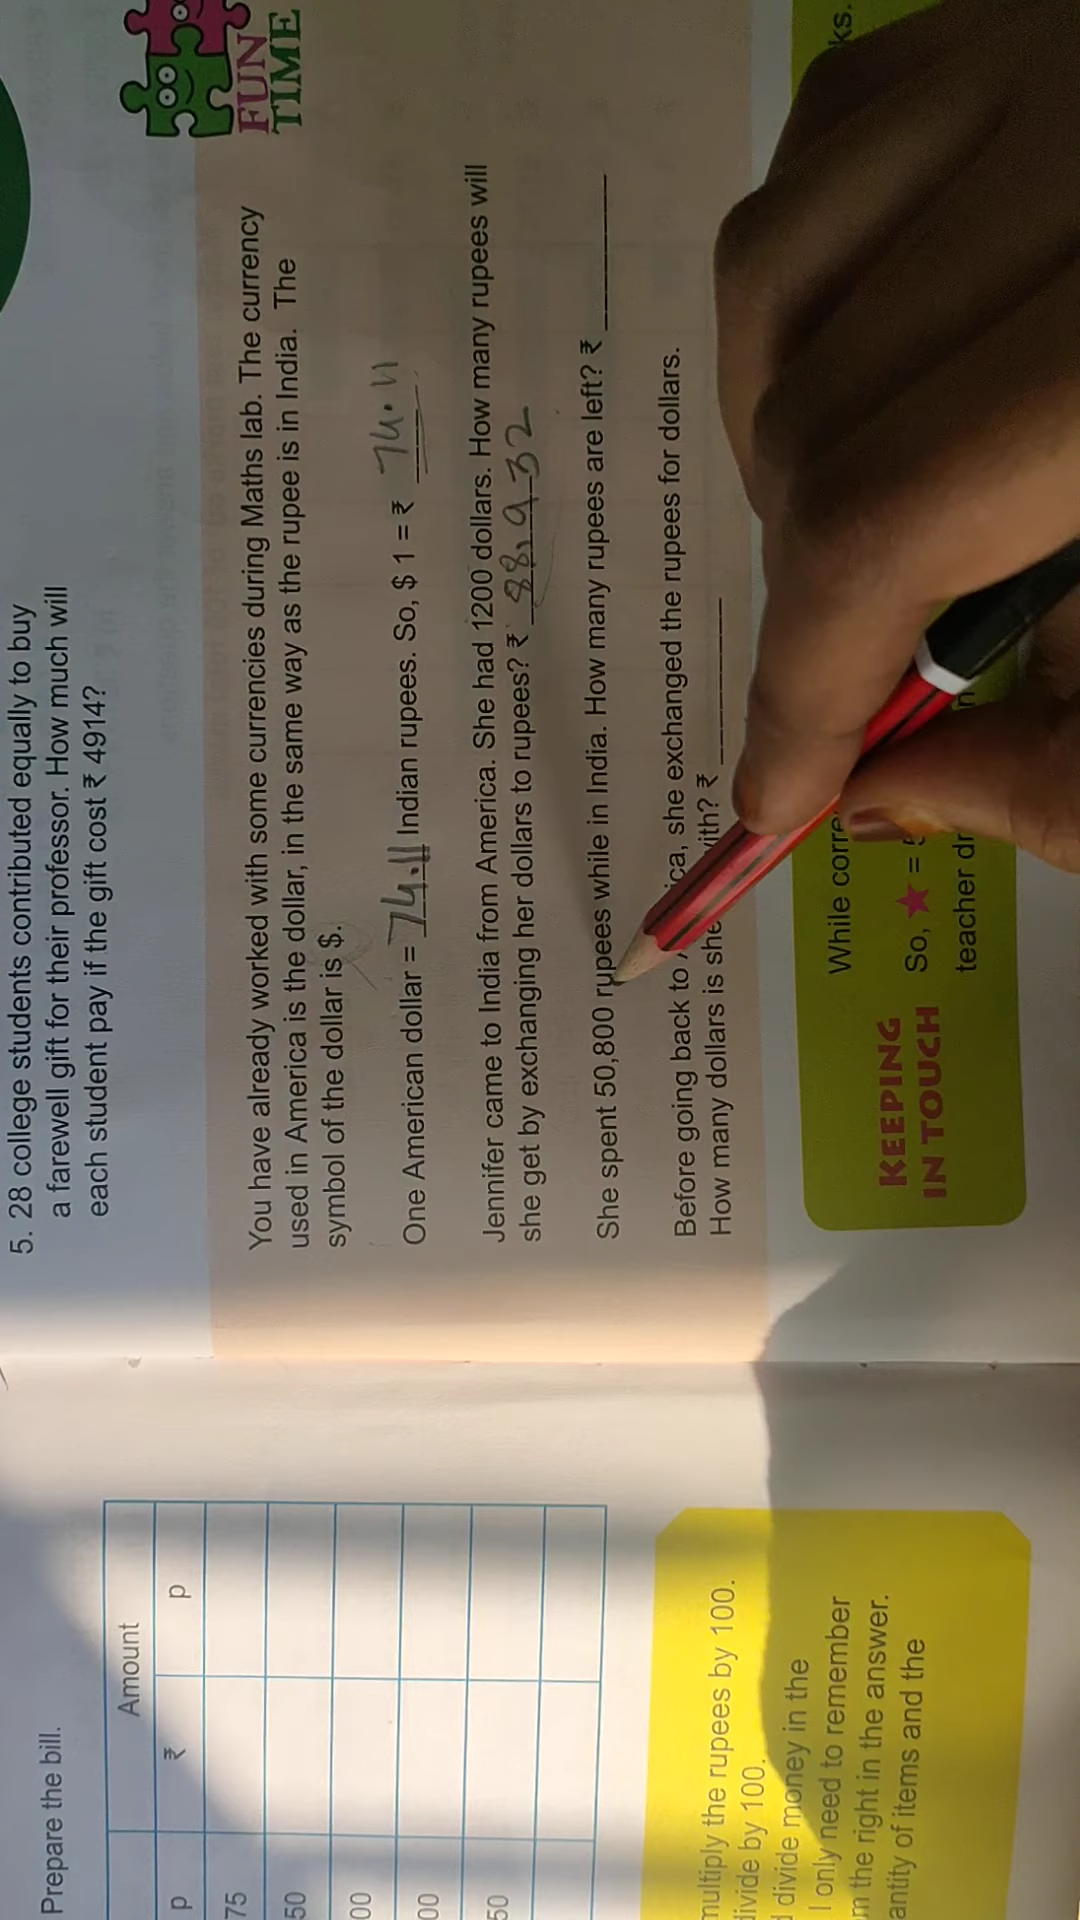 5. 28 college students contributed equally to buy
a farewell gift for their professor. How much will
each student pay if the gift cost ₹ 4914?
FUN
TIME
You have already worked with some currencies during Maths lab. The currency
used in America is the dollar, in the same way as the rupee is in India. The
symbol of the dollar is $.
One American dollar = 74.11 Indian rupees. So, $ 1 = ₹ 74.11
Jennifer came to India from America. She had 1200 dollars. How many rupees will
she get by exchanging her dollars to rupees? ₹ 88,932
She spent 50,800 rupees while in India. How many rupees are left? ₹
Before going back to ica, she exchanged the rupees for dollars.
How many dollars is she with? ₹
KEEPING
IN TOUCH
While corre ks.
So, ★ =
teacher dr
Prepare the bill.
Amount
p ₹ p
75
50
00
00
50
multiply the rupees by 100.
divide by 100.
d divide money in the
I only need to remember
m the right in the answer.
antity of items and the